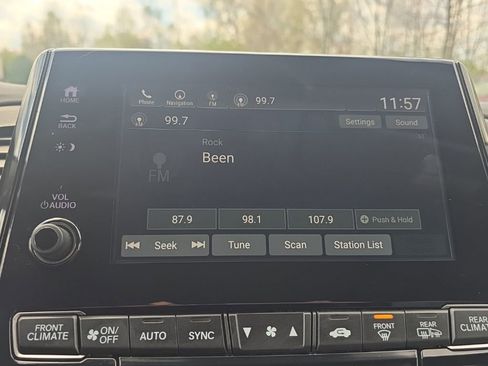 HOME
Phone Navigation FM 99.7 11:57
BACK
99.7 Settings Sound
Rock
Been
FM
VOL
AUDIO
87.9 98.1 107.9 Push & Hold
Seek Tune Scan Station List
FRONT CLIMATE
ON/OFF
AUTO
SYNC
FRONT
REAR
REAR